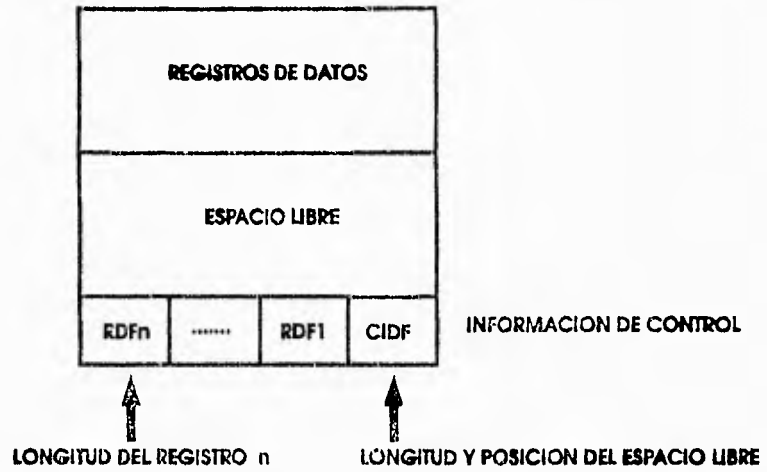 REGISTROS DE DATOS
ESPACIO LIBRE
RDFn ....... RDF1 CIDF INFORMACION DE CONTROL
LONGITUD DEL REGISTRO n LONGITUD Y POSICION DEL ESPACIO LIBRE